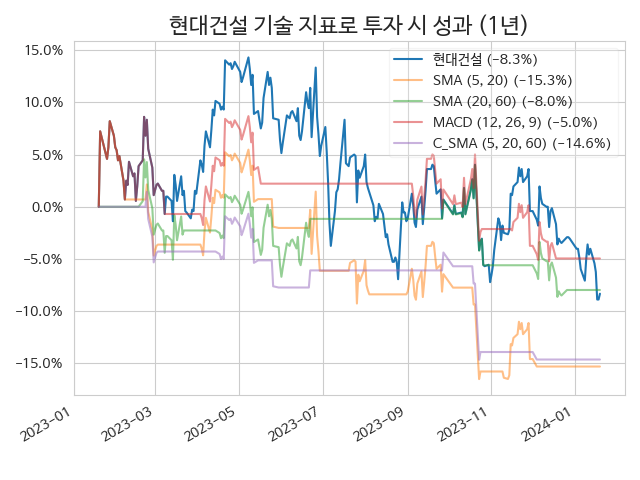 현대건설 기술 지표로 투자 시 성과 (1년)
현대건설 (−8.3%)
SMA (5, 20) (−15.3%)
SMA (20, 60) (−8.0%)
MACD (12, 26, 9) (−5.0%)
C_SMA (5, 20, 60) (−14.6%)
15.0%
10.0%
5.0%
0.0%
−5.0%
−10.0%
−15.0%
2023−01
2023−03
2023−05
2023−07
2023−09
2023−11
2024−01